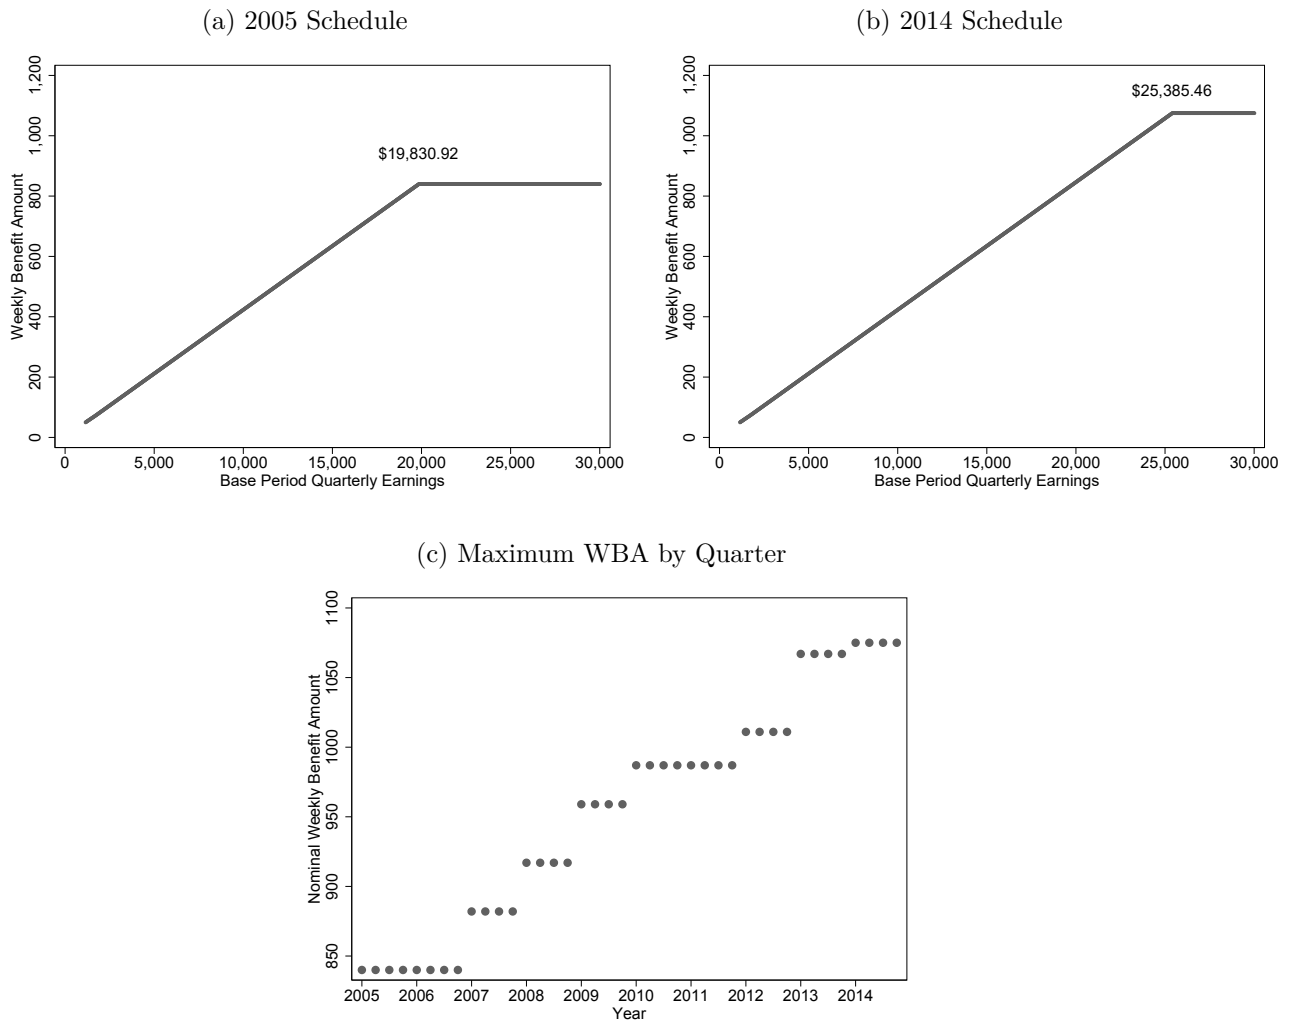 (a) 2005 Schedule
Weekly Benefit Amount
1,200
1,000
800
600
400
200
0
$19,830.92
0 5,000 10,000 15,000 20,000 25,000 30,000
Base Period Quarterly Earnings
(b) 2014 Schedule
Weekly Benefit Amount
1,200
1,000
800
600
400
200
0
$25,385.46
0 5,000 10,000 15,000 20,000 25,000 30,000
Base Period Quarterly Earnings
(c) Maximum WBA by Quarter
Nominal Weekly Benefit Amount
1100
1050
1000
950
900
850
2005 2006 2007 2008 2009 2010 2011 2012 2013 2014
Year